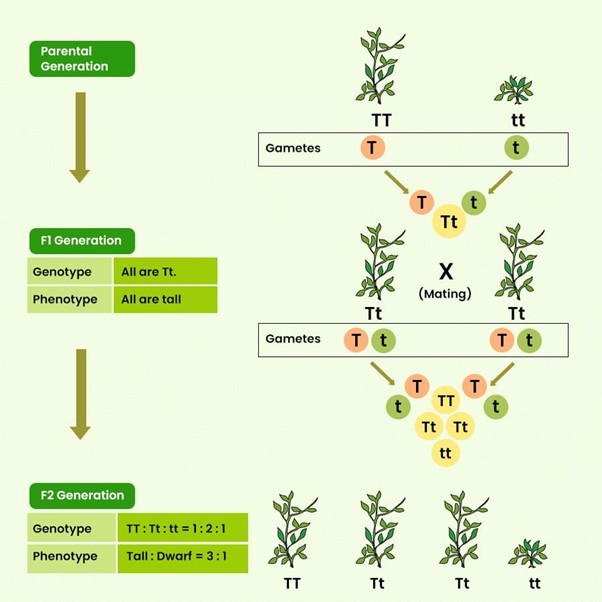 Parental
Generation
TT
tt
Gametes
T
t
T
t
Tt
F1 Generation
Genotype All are Tt.
Phenotype All are tall
X
(Mating)
Tt
Tt
Gametes
T t
T t
T
T
t
TT
t
Tt
Tt
tt
F2 Generation
Genotype TT : Tt : tt = 1 : 2 : 1
Phenotype Tall : Dwarf = 3 : 1
TT
Tt
Tt
tt